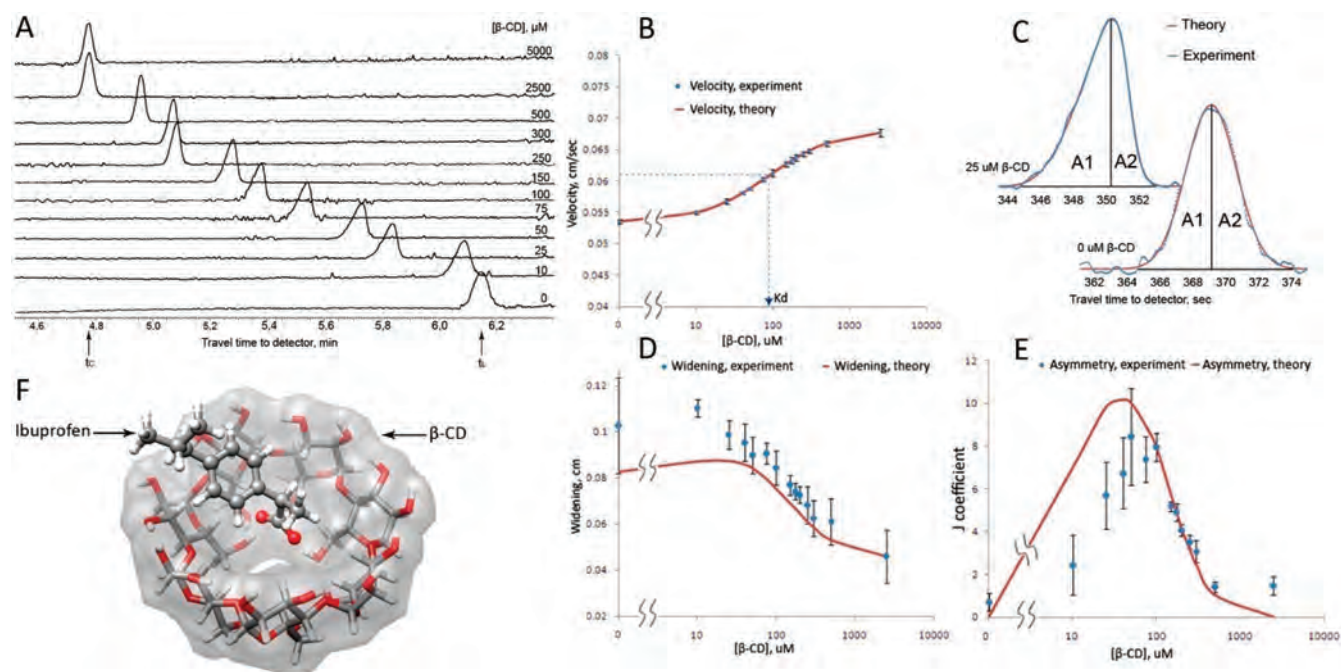 A
[β-CD], µM
5000
2500
500
300
250
150
100
75
50
25
10
0
4,6 4,8 5,0 5,2 5,4 5,6 5,8 6,0 6,2
Travel time to detector, min
B
Velocity, experiment
Velocity, theory
0.08
0.075
0.07
0.065
0.06
0.055
0.05
0.045
0.04
Velocity, cm/sec
Kd
0 10 100 1000 10000
[β-CD], uM
C
Theory
Experiment
A1 A2
25 uM β-CD
344 346 348 350 352
A1 A2
0 uM β-CD
362 364 366 368 370 372 374
Travel time to detector, sec
D
Widening, experiment Widening, theory
0.12
0.1
0.08
0.06
0.04
0.02
Widening, cm
0 10 100 1000 10000
[β-CD], uM
E
Asymmetry, experiment Asymmetry, theory
12
10
8
6
4
2
0
J coefficient
0 10 100 1000 10000
[β-CD], uM
F
Ibuprofen
β-CD